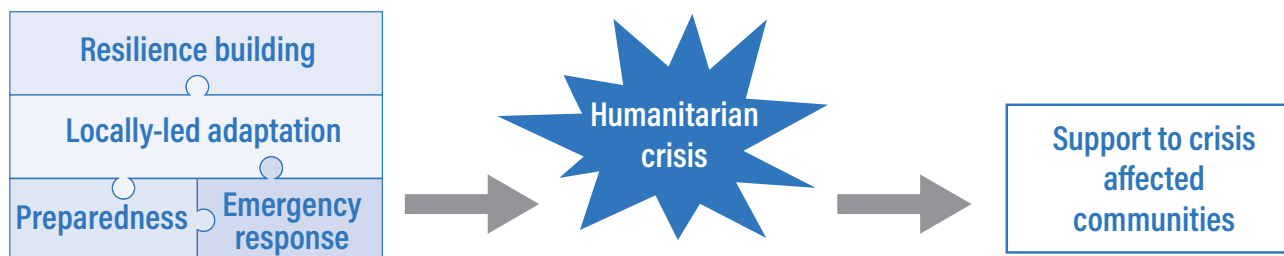 Resilience building
Locally-led adaptation
Preparedness
Emergency
response
Humanitarian
crisis
Support to crisis
affected
communities